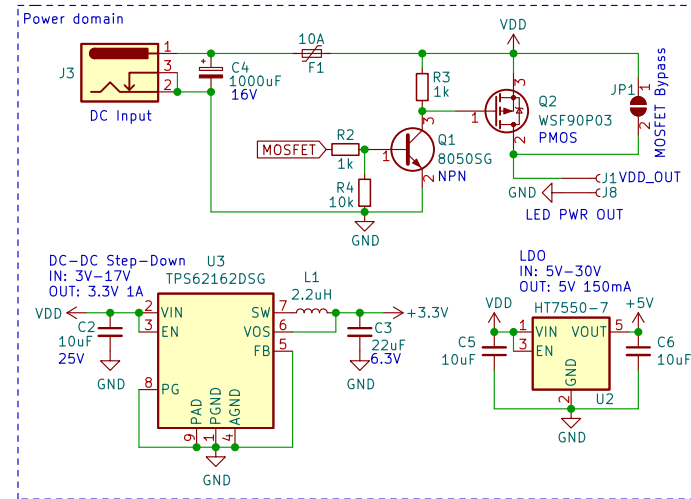 Power domain
J3
1
3
2
DC Input
C4
1000uF
16V
10A
F1
VDD
R3
1k
MOSFET
R2
1k
R4
10k
1
3
2
Q1
8050SG
NPN
1
3
2
Q2
WSF90P03
PMOS
JP1
1
2
MOSFET Bypass
J1
VDD_OUT
GND
J8
LED PWR OUT
GND
DC-DC Step-Down
IN: 3V-17V
OUT: 3.3V 1A
U3
TPS62162DSG
VDD
C2
10uF
25V
GND
2
VIN
3
EN
8
PG
SW
7
VOS
6
FB
5
PAD
PGND
AGND
9
1
4
GND
L1
2.2uH
+3.3V
C3
22uF
6.3V
GND
LDO
IN: 5V-30V
OUT: 5V 150mA
VDD
HT7550-7
+5V
C5
10uF
1
VIN
3
EN
VOUT
5
GND
2
U2
C6
10uF
GND